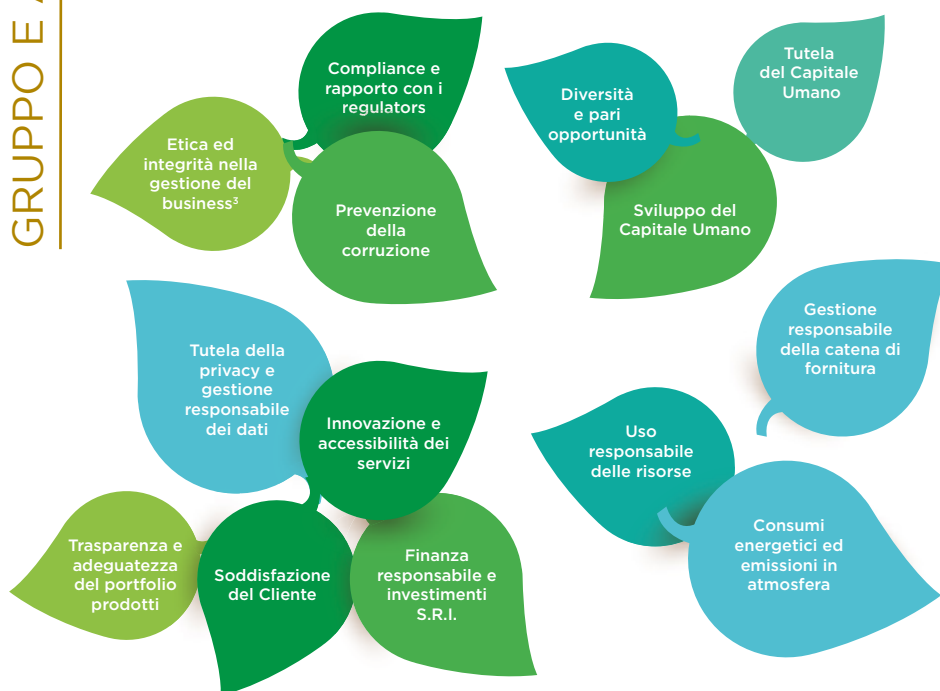 GRUPPO E
Compliance e
rapporto con i
regulators
Etica ed
integrità nella
gestione del
business³
Prevenzione
della
corruzione
Diversità
e pari
opportunità
Tutela
del Capitale
Umano
Sviluppo del
Capitale Umano
Tutela della
privacy e
gestione
responsabile
dei dati
Innovazione e
accessibilità dei
servizi
Trasparenza e
adeguatezza
del portfolio
prodotti
Soddisfazione
del Cliente
Finanza
responsabile e
investimenti
S.R.I.
Gestione
responsabile
della catena di
fornitura
Uso
responsabile
delle risorse
Consumi
energetici ed
emissioni in
atmosfera